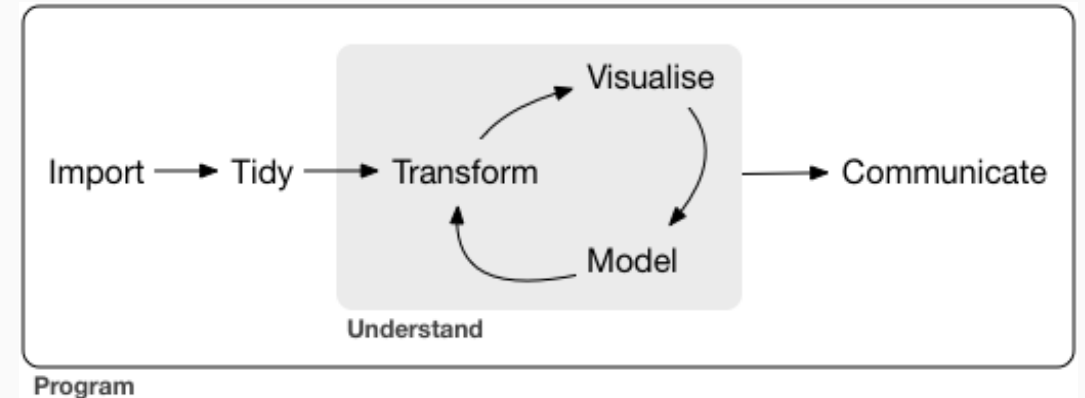 Visualise
Import Tidy Transform Communicate
Model
Understand
Program